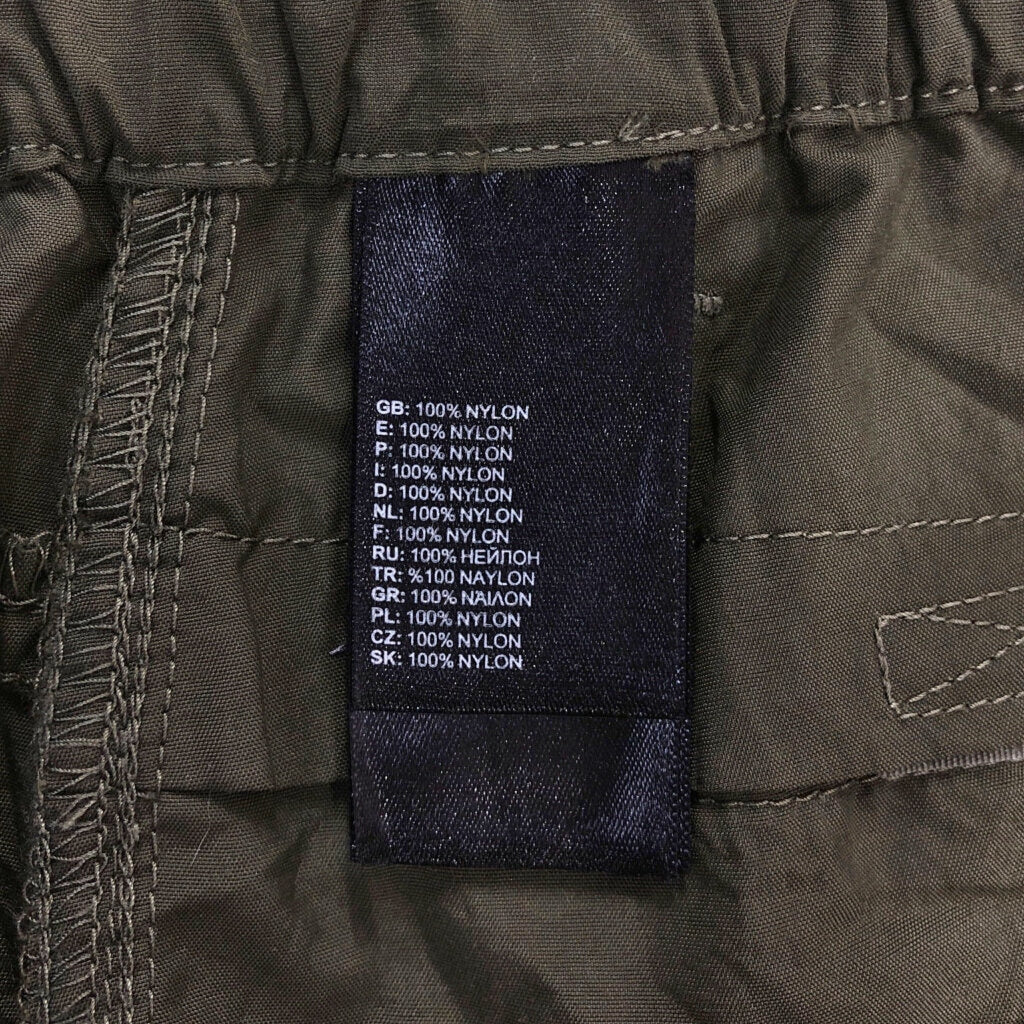 GB: 100% NYLON
E: 100% NYLON
P: 100% NYLON
I: 100% NYLON
D: 100% NYLON
NL: 100% NYLON
F: 100% NYLON
RU: 100% НЕЙЛОН
TR: %100 NAYLON
GR: 100% ΝΑΪΛΟΝ
PL: 100% NYLON
CZ: 100% NYLON
SK: 100% NYLON